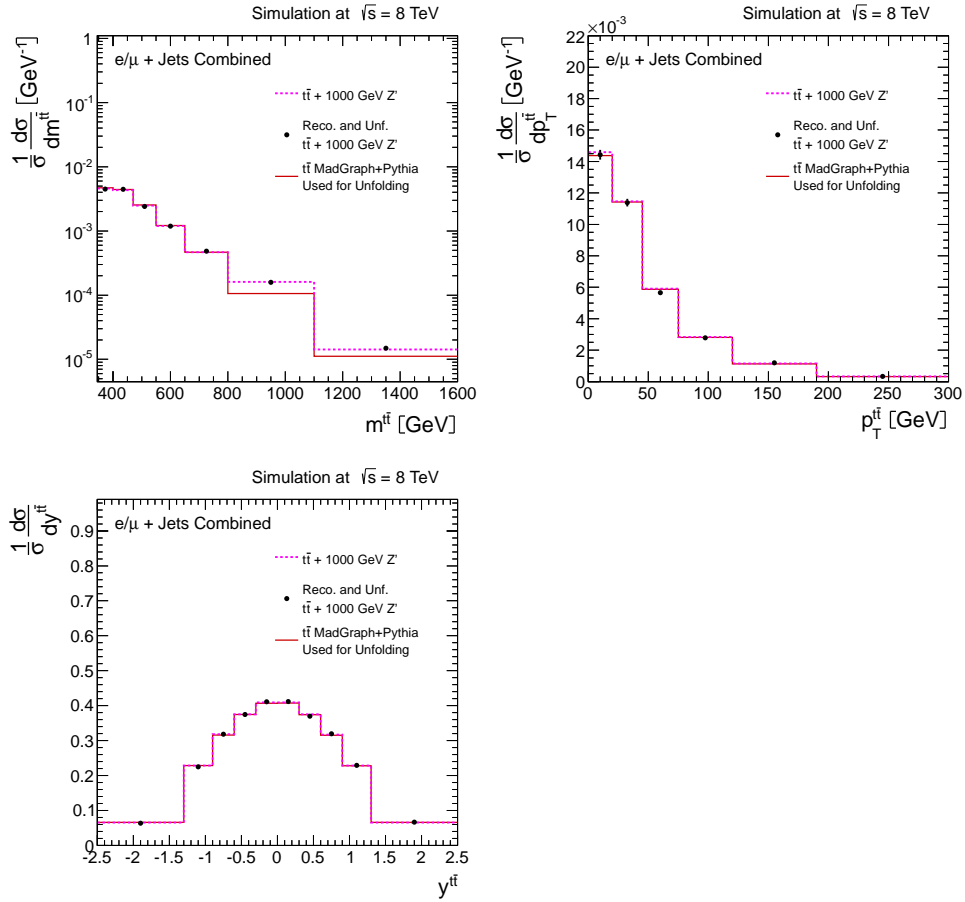 Simulation at √s = 8 TeV
1/σ dσ/dm^tt̄ [GeV⁻¹]
1
10⁻¹
10⁻²
10⁻³
10⁻⁴
10⁻⁵
e/μ + Jets Combined
tt̄ + 1000 GeV Z'
Reco. and Unf.
tt̄ + 1000 GeV Z'
tt̄ MadGraph+Pythia
Used for Unfolding
400 600 800 1000 1200 1400 1600
m^tt̄ [GeV]
Simulation at √s = 8 TeV
×10⁻³
1/σ dσ/dp_T^tt̄ [GeV⁻¹]
22
20
18
16
14
12
10
8
6
4
2
0
e/μ + Jets Combined
tt̄ + 1000 GeV Z'
Reco. and Unf.
tt̄ + 1000 GeV Z'
tt̄ MadGraph+Pythia
Used for Unfolding
0 50 100 150 200 250 300
p_T^tt̄ [GeV]
Simulation at √s = 8 TeV
1/σ dσ/dy^tt̄
0.9
0.8
0.7
0.6
0.5
0.4
0.3
0.2
0.1
0
e/μ + Jets Combined
tt̄ + 1000 GeV Z'
Reco. and Unf.
tt̄ + 1000 GeV Z'
tt̄ MadGraph+Pythia
Used for Unfolding
-2.5 -2 -1.5 -1 -0.5 0 0.5 1 1.5 2 2.5
y^tt̄